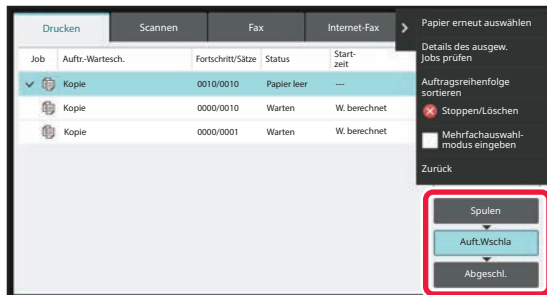 Drucken Scannen Fax Internet-Fax
Job Auftr.-Wartesch. Fortschritt/Sätze Status Start-
zeit
Kopie 0010/0010 Papier leer ---
Kopie 0000/0010 Warten W. berechnet
Kopie 0000/0001 Warten W. berechnet
Papier erneut auswählen
Details des ausgew.
Jobs prüfen
Auftragsreihenfolge
sortieren
Stoppen/Löschen
Mehrfachauswahl-
modus eingeben
Zurück
Spulen
Auft.Wschla
Abgeschl.